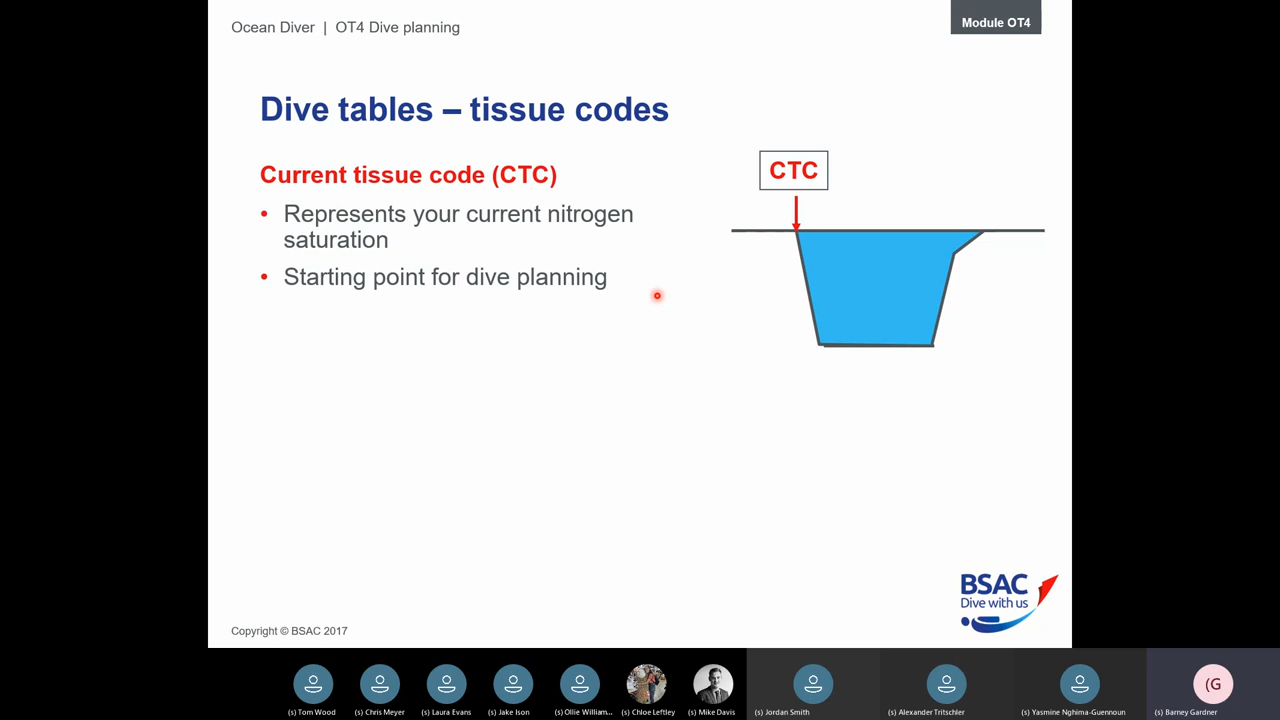 Ocean Diver | OT4 Dive planning
Module OT4
Dive tables – tissue codes
Current tissue code (CTC)
• Represents your current nitrogen
saturation
• Starting point for dive planning
CTC
BSAC
Dive with us
Copyright © BSAC 2017
(s) Tom Wood
(s) Chris Meyer
(s) Laura Evans
(s) Jake Ison
(s) Ollie William...
(s) Chloe Leftley
(s) Mike Davis
(s) Jordan Smith
(s) Alexander Tritschler
(s) Yasmine Nghima-Guennoun
(G
(s) Barney Gardner